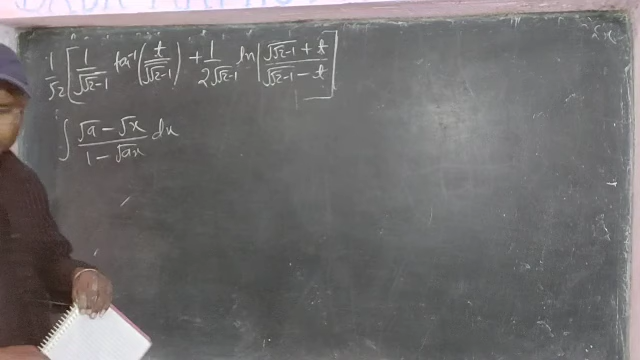 1/√2 [ 1/√(√2-1) tan⁻¹( t/√(√2-1) ) + 1/(2√(√2-1)) ln | (√(√2-1) + t)/(√(√2-1) - t) | ]
∫ (√a - √x)/(1 - √(ax)) dx